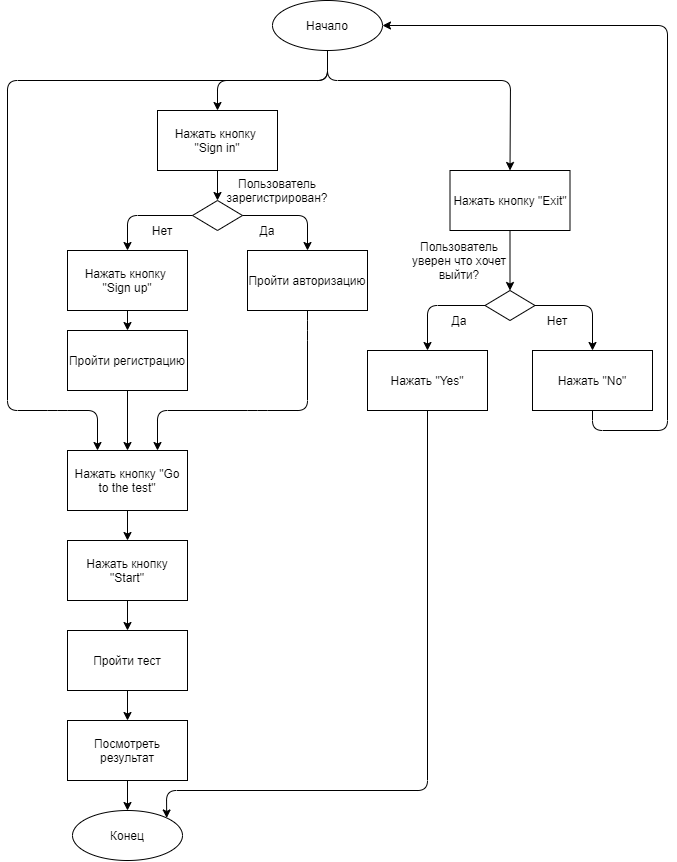 Начало
Нажать кнопку
"Sign in"
Пользователь
зарегистрирован?
Нет
Да
Нажать кнопку
"Sign up"
Пройти авторизацию
Пройти регистрацию
Нажать кнопку "Exit"
Пользователь
уверен что хочет
выйти?
Да
Нет
Нажать "Yes"
Нажать "No"
Нажать кнопку "Go
to the test"
Нажать кнопку
"Start"
Пройти тест
Посмотреть
результат
Конец